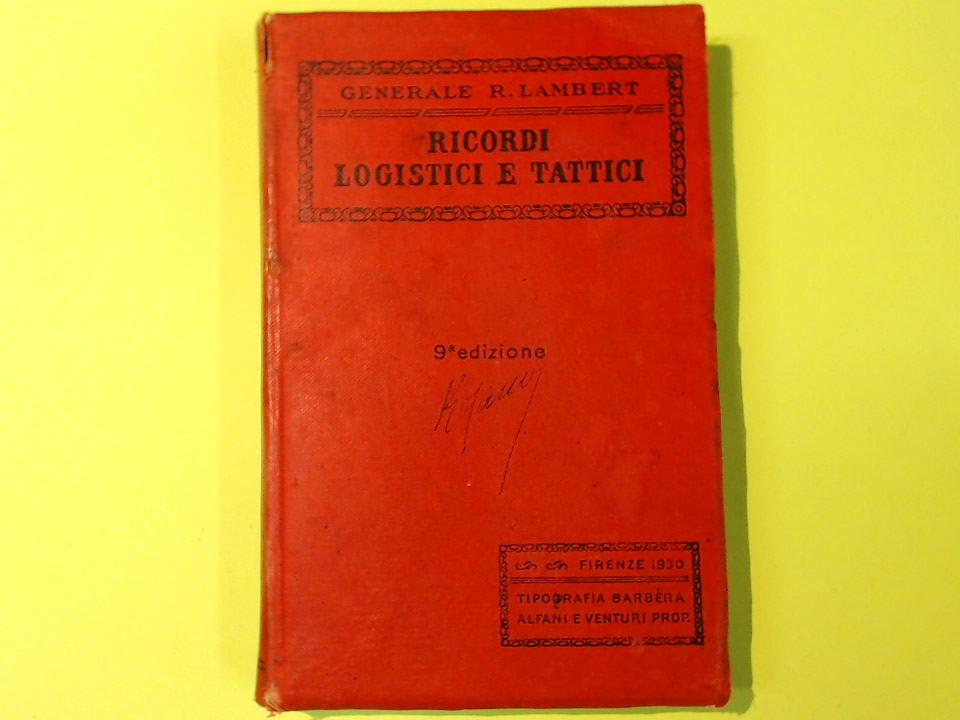 GENERALE R. LAMBERT
RICORDI
LOGISTICI E TATTICI
9ª edizione
FIRENZE 1930
TIPOGRAFIA BARBÈRA
ALFANI E VENTURI PROP.